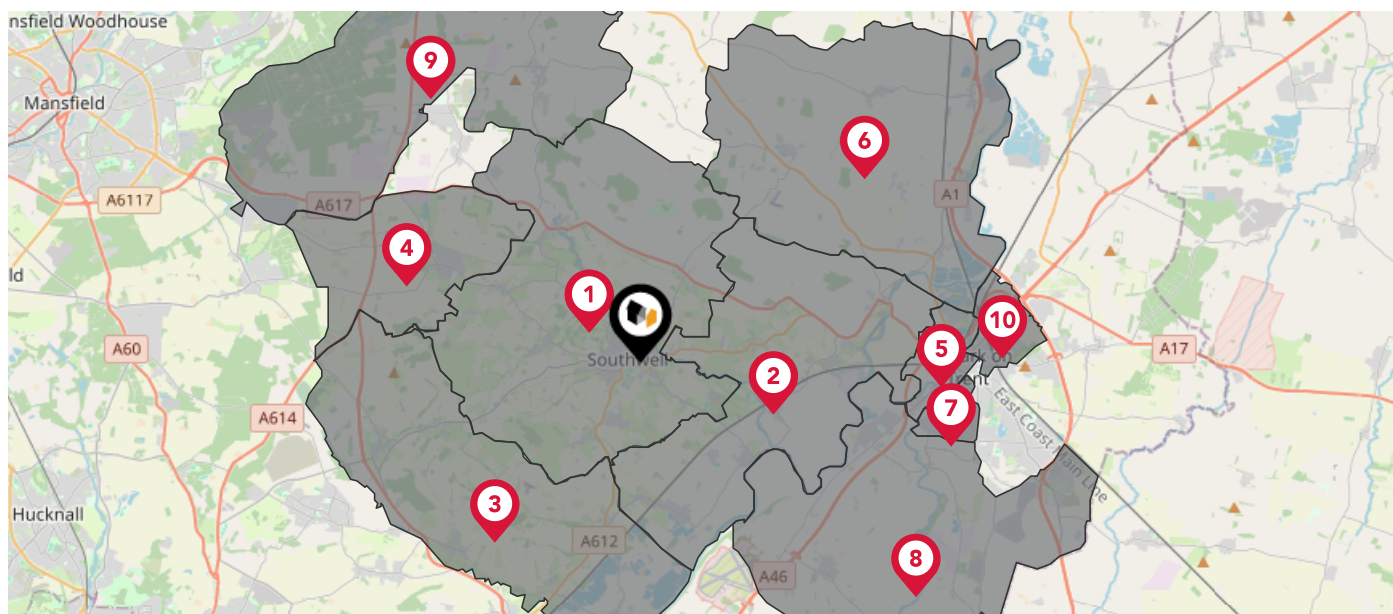 nsfield Woodhouse
9
Mansfield
6
A6117
A617
A1
4
1
10
A60
5
A17
Southwell
2
7
A614
East Coast Main Line
3
Hucknall
A612
8
A46
ld